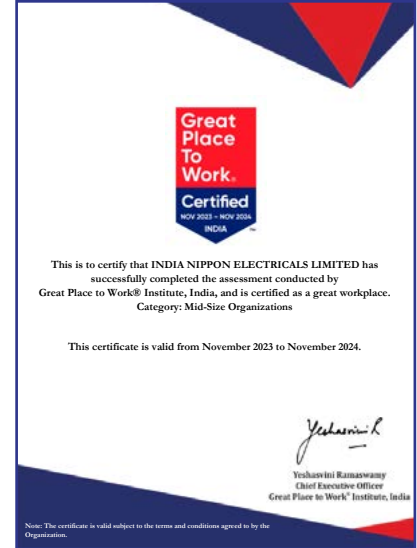 Great
Place
To
Work®
Certified
NOV 2023 – NOV 2024
INDIA ™
This is to certify that INDIA NIPPON ELECTRICALS LIMITED has
successfully completed the assessment conducted by
Great Place to Work® Institute, India, and is certified as a great workplace.
Category: Mid-Size Organizations
This certificate is valid from November 2023 to November 2024.
Yeshasvini R
Yeshasvini Ramaswamy
Chief Executive Officer
Great Place to Work® Institute, India
Note: The certificate is valid subject to the terms and conditions agreed to by the
Organization.